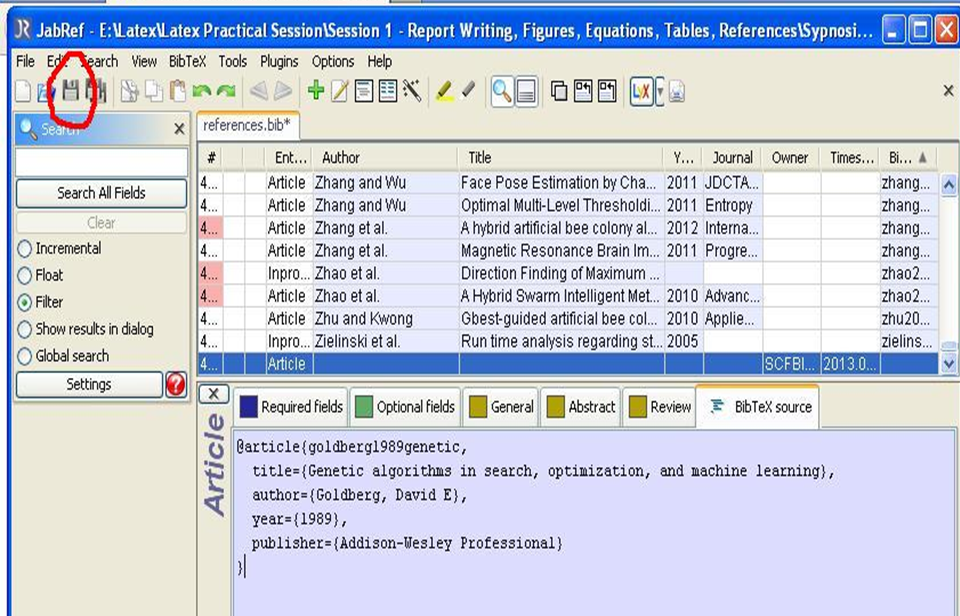 JabRef - E:\Latex\Latex Practical Session\Session 1 - Report Writing, Figures, Equations, Tables, References\Sypnosi...
File Edit Search View BibTeX Tools Plugins Options Help
Search
Search All Fields
Clear
Incremental
Float
Filter
Show results in dialog
Global search
Settings
references.bib*
# Ent... Author Title Y... Journal Owner Times... Bi...
4... Article Zhang and Wu Face Pose Estimation by Cha... 2011 JDCTA... zhang...
4... Article Zhang and Wu Optimal Multi-Level Thresholdi... 2011 Entropy zhang...
4... Article Zhang et al. A hybrid artificial bee colony al... 2012 Interna... zhang...
4... Article Zhang et al. Magnetic Resonance Brain Im... 2011 Progre... zhang...
4... Inpro... Zhao et al. Direction Finding of Maximum ... zhao2...
4... Article Zhao et al. A Hybrid Swarm Intelligent Met... 2010 Advanc... zhao2...
4... Article Zhu and Kwong Gbest-guided artificial bee col... 2010 Applie... zhu20...
4... Inpro... Zielinski et al. Run time analysis regarding st... 2005 zielins...
4... Article SCFBI... 2013.0...
Article
Required fields Optional fields General Abstract Review BibTeX source
@article{goldberg1989genetic,
title={Genetic algorithms in search, optimization, and machine learning},
author={Goldberg, David E},
year={1989},
publisher={Addison-Wesley Professional}
}